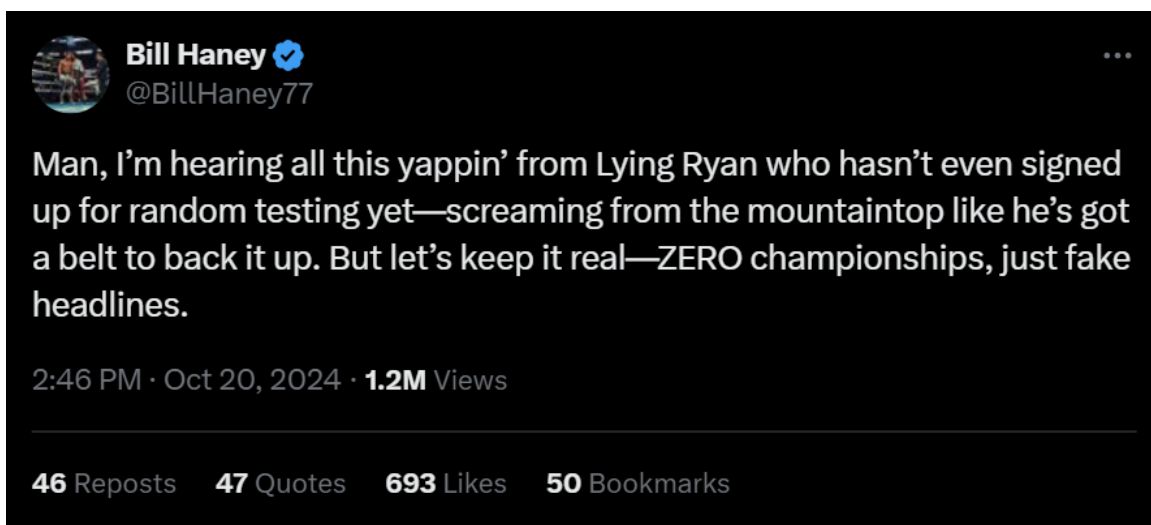 Bill Haney
@BillHaney77
Man, I’m hearing all this yappin’ from Lying Ryan who hasn’t even signed
up for random testing yet—screaming from the mountaintop like he’s got
a belt to back it up. But let’s keep it real—ZERO championships, just fake
headlines.
2:46 PM · Oct 20, 2024 · 1.2M Views
46 Reposts 47 Quotes 693 Likes 50 Bookmarks